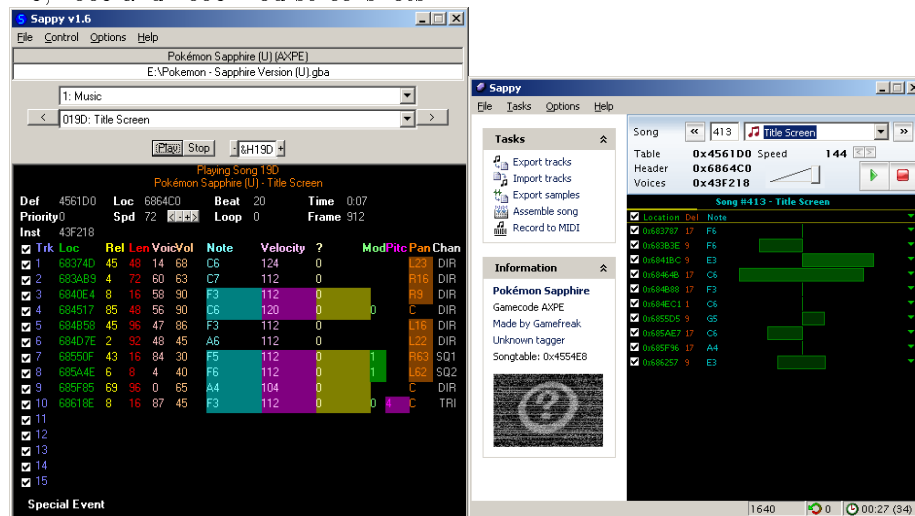 Sappy v1.6
File Control Options Help
Pokémon Sapphire (U) (AXPE)
E:\Pokemon - Sapphire Version (U).gba
1: Music
< 019D: Title Screen >
Play Stop - &H19D +
Playing Song 19D
Pokémon Sapphire (U) - Title Screen
Def 4561D0 Loc 6864C0 Beat 20 Time 0:07
Priority 0 Spd 72 < - + > Loop 0 Frame 912
Inst 43F218
Trk Loc Rel Len Voic Vol Note Velocity ? Mod Pitc Pan Chan
1 68374D 45 48 14 68 C6 124 0 L23 DIR
2 683AB9 4 72 60 63 C7 112 0 R16 DIR
3 6840E4 8 16 58 90 F3 112 0 R9 DIR
4 684517 85 48 56 90 C6 120 0 0 C DIR
5 684B58 45 96 47 86 F3 112 0 L16 DIR
6 684D7E 2 92 48 45 A6 112 0 L22 DIR
7 68550F 43 16 84 30 F5 112 0 1 R63 SQ1
8 685A4E 6 8 4 40 F6 112 0 1 L62 SQ2
9 685F85 69 96 0 65 A4 104 0 C DIR
10 68618E 8 16 87 45 F3 112 0 0 4 C TRI
11
12
13
14
15
Special Event
Sappy
File Tasks Options Help
Tasks
Export tracks
Import tracks
Export samples
Assemble song
Record to MIDI
Information
Pokémon Sapphire
Gamecode AXPE
Made by Gamefreak
Unknown tagger
Songtable: 0x4554E8
Song << 413 Title Screen >>
Table 0x4561D0 Speed 144
Header 0x6864C0
Voices 0x43F218
Song #413 - Title Screen
Location Del Note
0x683787 17 F6
0x683B3E 9 F6
0x6841BC 9 E3
0x68464B 17 C6
0x684B88 17 F3
0x684EC1 1 C6
0x6855D5 9 G5
0x685AE7 17 C6
0x685F96 17 A4
0x686257 9 E3
1640 0 00:27 (34)